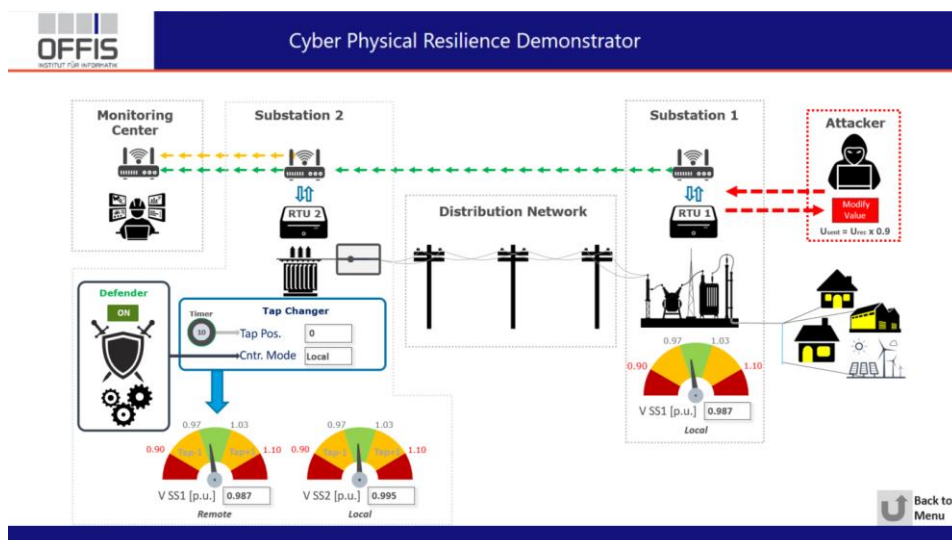 OFFIS
INSTITUT FÜR INFORMATIK
Cyber Physical Resilience Demonstrator
Monitoring
Center
Substation 2
Substation 1
Attacker
RTU 2
RTU 1
Modify
Value
Usent = Urec x 0.9
Distribution Network
Defender
ON
Timer
10
Tap Changer
Tap Pos.
0
Cntr. Mode
Local
0.97
1.03
0.90
1.10
V SS1 [p.u.]
0.987
Local
0.97
1.03
0.90
1.10
Tap-1
Tap+1
V SS1 [p.u.]
0.987
Remote
0.97
1.03
0.90
1.10
Tap-1
Tap+1
V SS2 [p.u.]
0.995
Local
Back to
Menu